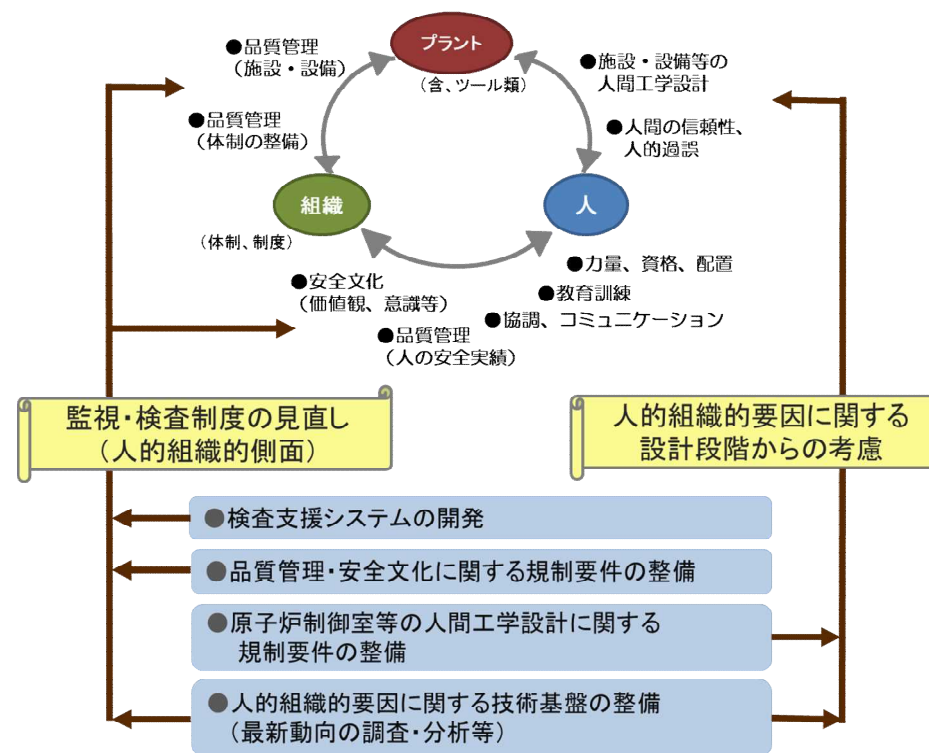 プラント
(含、ツール類)
●品質管理
(施設・設備)
●施設・設備等の
人間工学設計
●品質管理
(体制の整備)
●人間の信頼性、
人的過誤
組織
(体制、制度)
人
●安全文化
(価値観、意識等)
●力量、資格、配置
●教育訓練
●協調、コミュニケーション
●品質管理
(人の安全実績)
監視・検査制度の見直し
(人的組織的側面)
人的組織的要因に関する
設計段階からの考慮
●検査支援システムの開発
●品質管理・安全文化に関する規制要件の整備
●原子炉制御室等の人間工学設計に関する
規制要件の整備
●人的組織的要因に関する技術基盤の整備
(最新動向の調査・分析等)